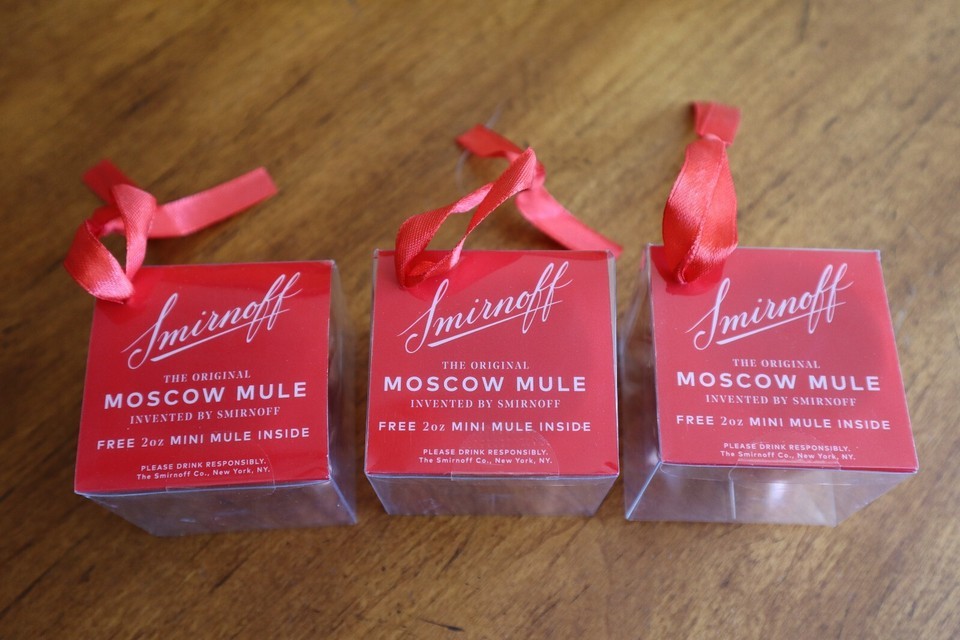 Smirnoff
THE ORIGINAL
MOSCOW MULE
INVENTED BY SMIRNOFF
FREE 2oz MINI MULE INSIDE
PLEASE DRINK RESPONSIBLY.
The Smirnoff Co., New York, NY.
Smirnoff
THE ORIGINAL
MOSCOW MULE
INVENTED BY SMIRNOFF
FREE 2oz MINI MULE INSIDE
PLEASE DRINK RESPONSIBLY.
The Smirnoff Co., New York, NY.
Smirnoff
THE ORIGINAL
MOSCOW MULE
INVENTED BY SMIRNOFF
FREE 2oz MINI MULE INSIDE
PLEASE DRINK RESPONSIBLY.
The Smirnoff Co., New York, NY.